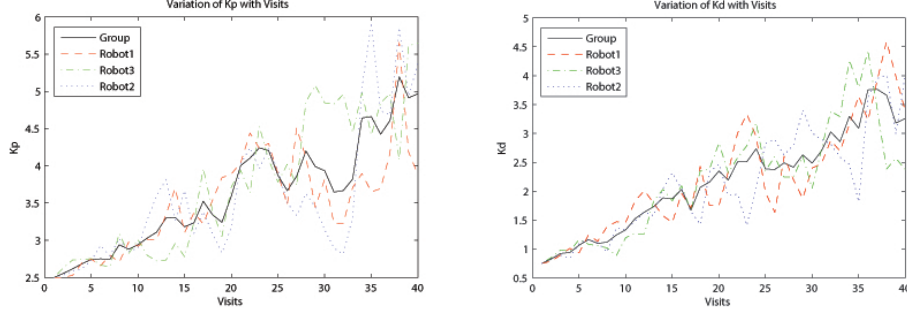 Variation of Kp with Visits
6
5.5
5
4.5
4
3.5
3
2.5
Kp
Group
Robot1
Robot3
Robot2
0 5 10 15 20 25 30 35 40
Visits
Variation of Kd with Visits
5
4.5
4
3.5
3
2.5
2
1.5
1
0.5
Kd
Group
Robot1
Robot3
Robot2
0 5 10 15 20 25 30 35 40
Visits